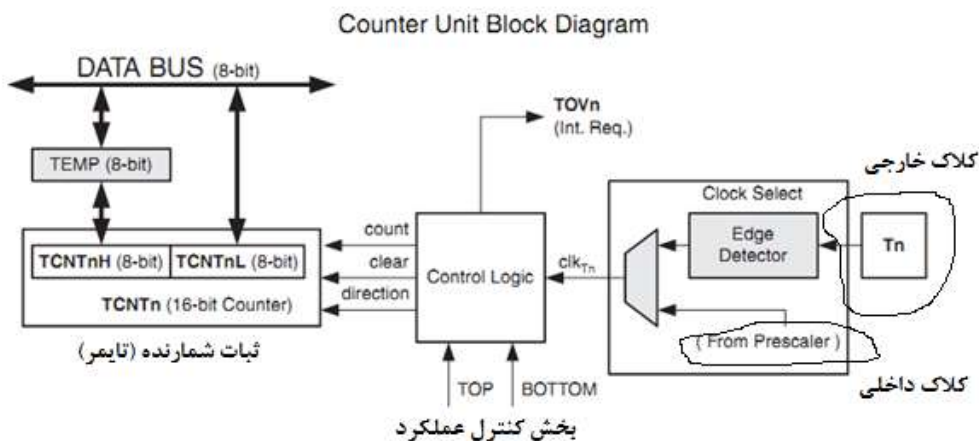 Counter Unit Block Diagram
DATA BUS (8-bit)
TOVn
(Int. Req.)
TEMP (8-bit)
کلاک خارجی
Clock Select
count
Edge
Detector
Tn
TCNTnH (8-bit) TCNTnL (8-bit)
clear
Control Logic
clkTn
TCNTn (16-bit Counter)
direction
( From Prescaler )
ثبات شمارنده (تایمر)
TOP
BOTTOM
کلاک داخلی
بخش کنترل عملکرد